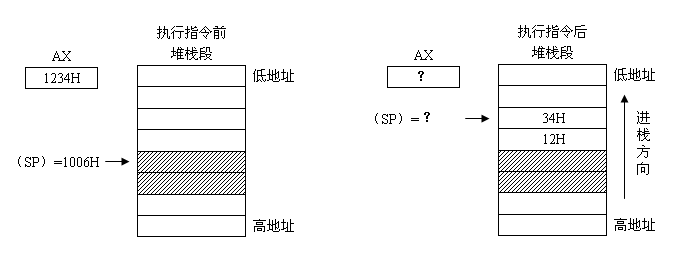 执行指令前
堆栈段
AX
1234H
低地址
(SP)=1006H
高地址
执行指令后
堆栈段
AX
?
低地址
(SP)=?
34H
12H
进栈方向
高地址